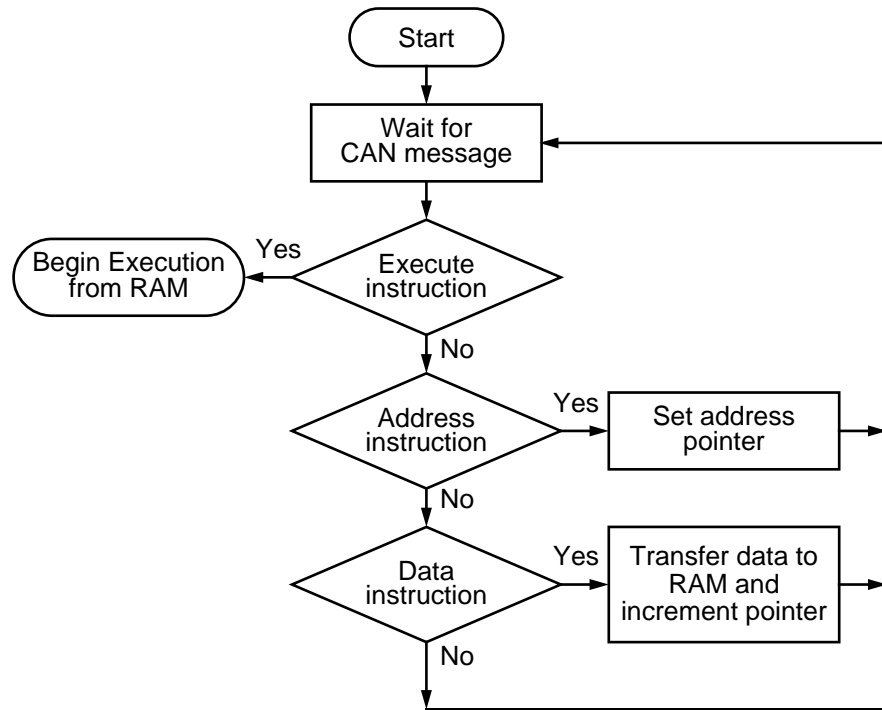 Start
Wait for
CAN message
Yes
Begin Execution
from RAM
Execute
instruction
No
Address
instruction
Yes
Set address
pointer
No
Data
instruction
Yes
Transfer data to
RAM and
increment pointer
No